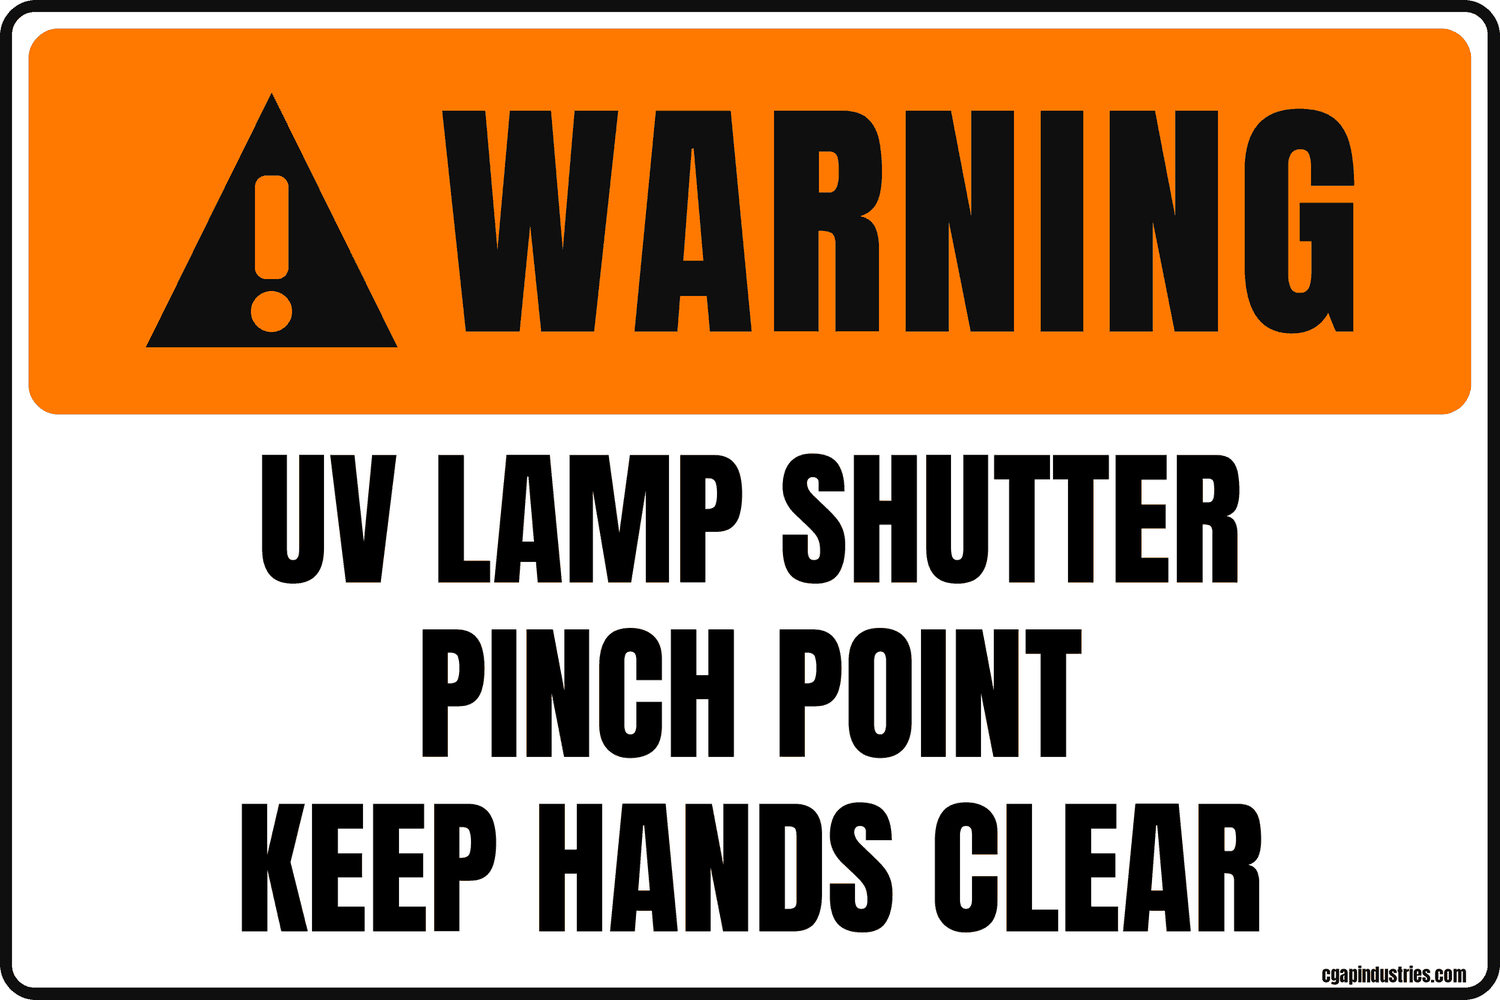 WARNING
UV LAMP SHUTTER
PINCH POINT
KEEP HANDS CLEAR
cgapindustries.com